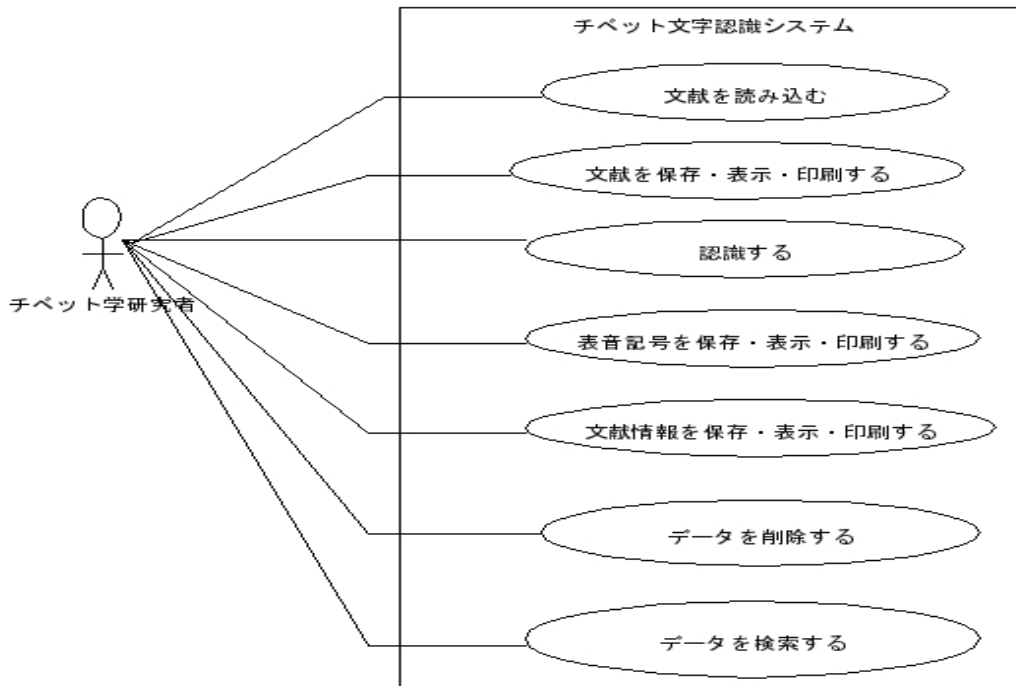 チベット文字認識システム
文献を読み込む
文献を保存・表示・印刷する
認識する
チベット学研究者
表音記号を保存・表示・印刷する
文献情報を保存・表示・印刷する
データを削除する
データを検索する